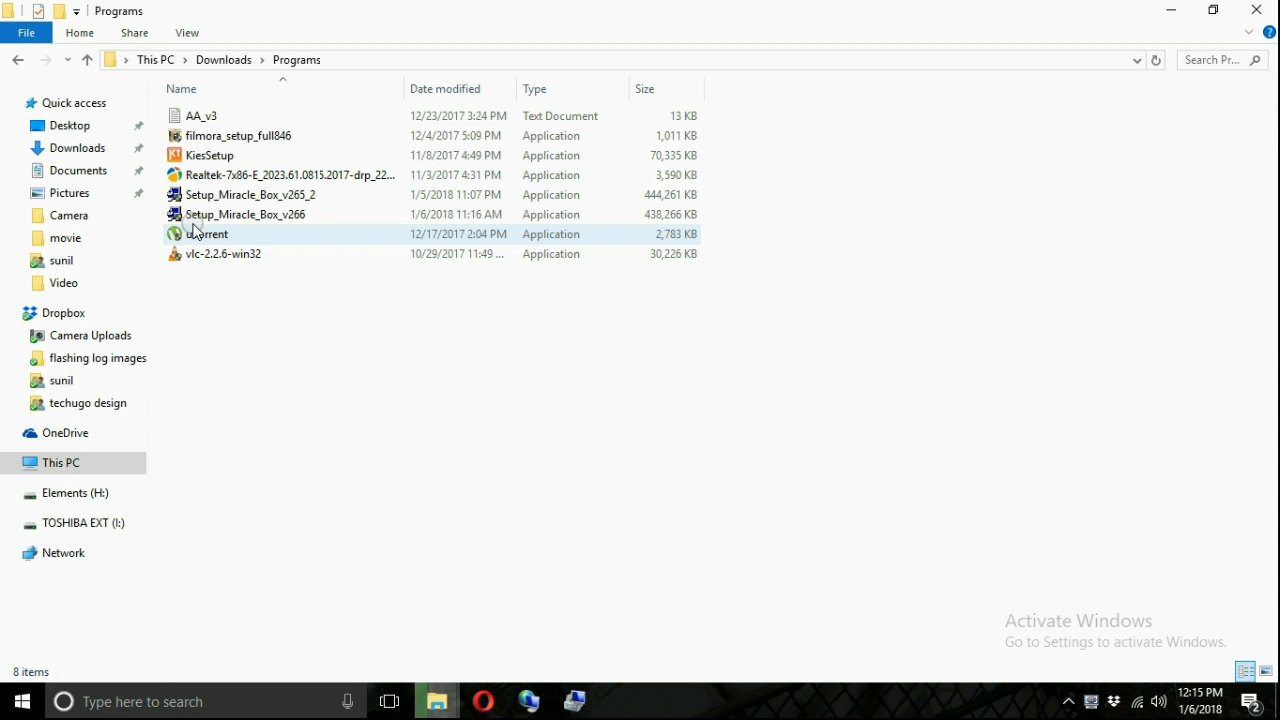 Programs
File Home Share View
This PC Downloads Programs Search Pr...
Name Date modified Type Size
AA_v3 12/23/2017 3:24 PM Text Document 13 KB
filmora_setup_full846 12/4/2017 5:09 PM Application 1,011 KB
KiesSetup 11/8/2017 4:49 PM Application 70,335 KB
Realtek-7x86-E_2023.61.0815.2017-drp_22... 11/3/2017 4:31 PM Application 3,590 KB
Setup_Miracle_Box_v265_2 1/5/2018 11:07 PM Application 444,261 KB
Setup_Miracle_Box_v266 1/6/2018 11:16 AM Application 438,266 KB
12/17/2017 2:04 PM Application 2,783 KB
vlc-2.2.6-win32 10/29/2017 11:49 ... Application 30,226 KB
Quick access
Desktop
Downloads
Documents
Pictures
Camera
movie
sunil
Video
Dropbox
Camera Uploads
flashing log images
sunil
techugo design
OneDrive
This PC
Elements (H:)
TOSHIBA EXT (I:)
Network
Activate Windows
Go to Settings to activate Windows.
8 items
Type here to search
12:15 PM
1/6/2018
2